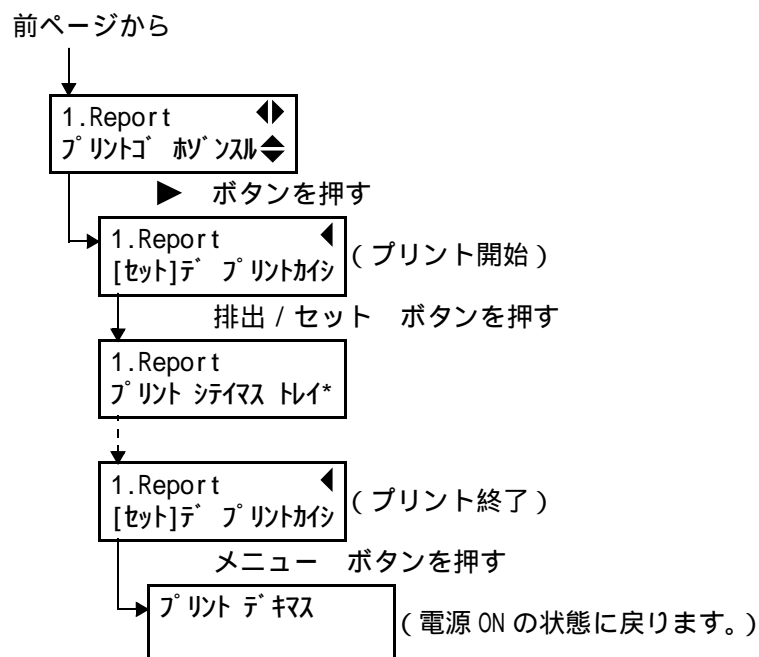 前ページから
1.Report ◀▶
ﾌﾟﾘﾝﾄｺﾞ ﾎｿﾞﾝｽﾙ
▶ ボタンを押す
1.Report ◀
[ｾｯﾄ]ﾃﾞ ﾌﾟﾘﾝﾄｶｲｼ
（プリント開始）
排出 / セット ボタンを押す
1.Report
ﾌﾟﾘﾝﾄ ｼﾃｲﾏｽ ﾄﾚｲ*
1.Report ◀
[ｾｯﾄ]ﾃﾞ ﾌﾟﾘﾝﾄｶｲｼ
（プリント終了）
メニュー ボタンを押す
ﾌﾟﾘﾝﾄ ﾃﾞｷﾏｽ
（電源 ON の状態に戻ります。）